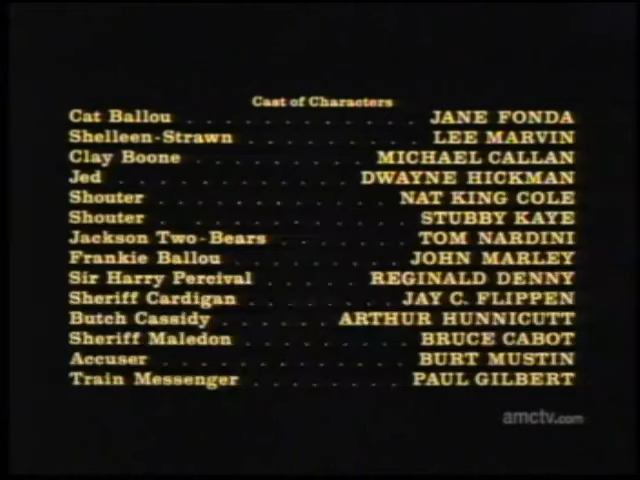 Cast of Characters
Cat Ballou . . . . . . . . . . . . JANE FONDA
Shelleen-Strawn . . . . . . . . . LEE MARVIN
Clay Boone . . . . . . . . . MICHAEL CALLAN
Jed . . . . . . . . . . . . DWAYNE HICKMAN
Shouter . . . . . . . . . . . . NAT KING COLE
Shouter . . . . . . . . . . . . STUBBY KAYE
Jackson Two-Bears . . . . . . TOM NARDINI
Frankie Ballou . . . . . . . . . JOHN MARLEY
Sir Harry Percival . . . . . REGINALD DENNY
Sheriff Cardigan . . . . . . . JAY C. FLIPPEN
Butch Cassidy . . . . . ARTHUR HUNNICUTT
Sheriff Maledon . . . . . . . . BRUCE CABOT
Accuser . . . . . . . . . . . . BURT MUSTIN
Train Messenger . . . . . . . PAUL GILBERT
amctv.com